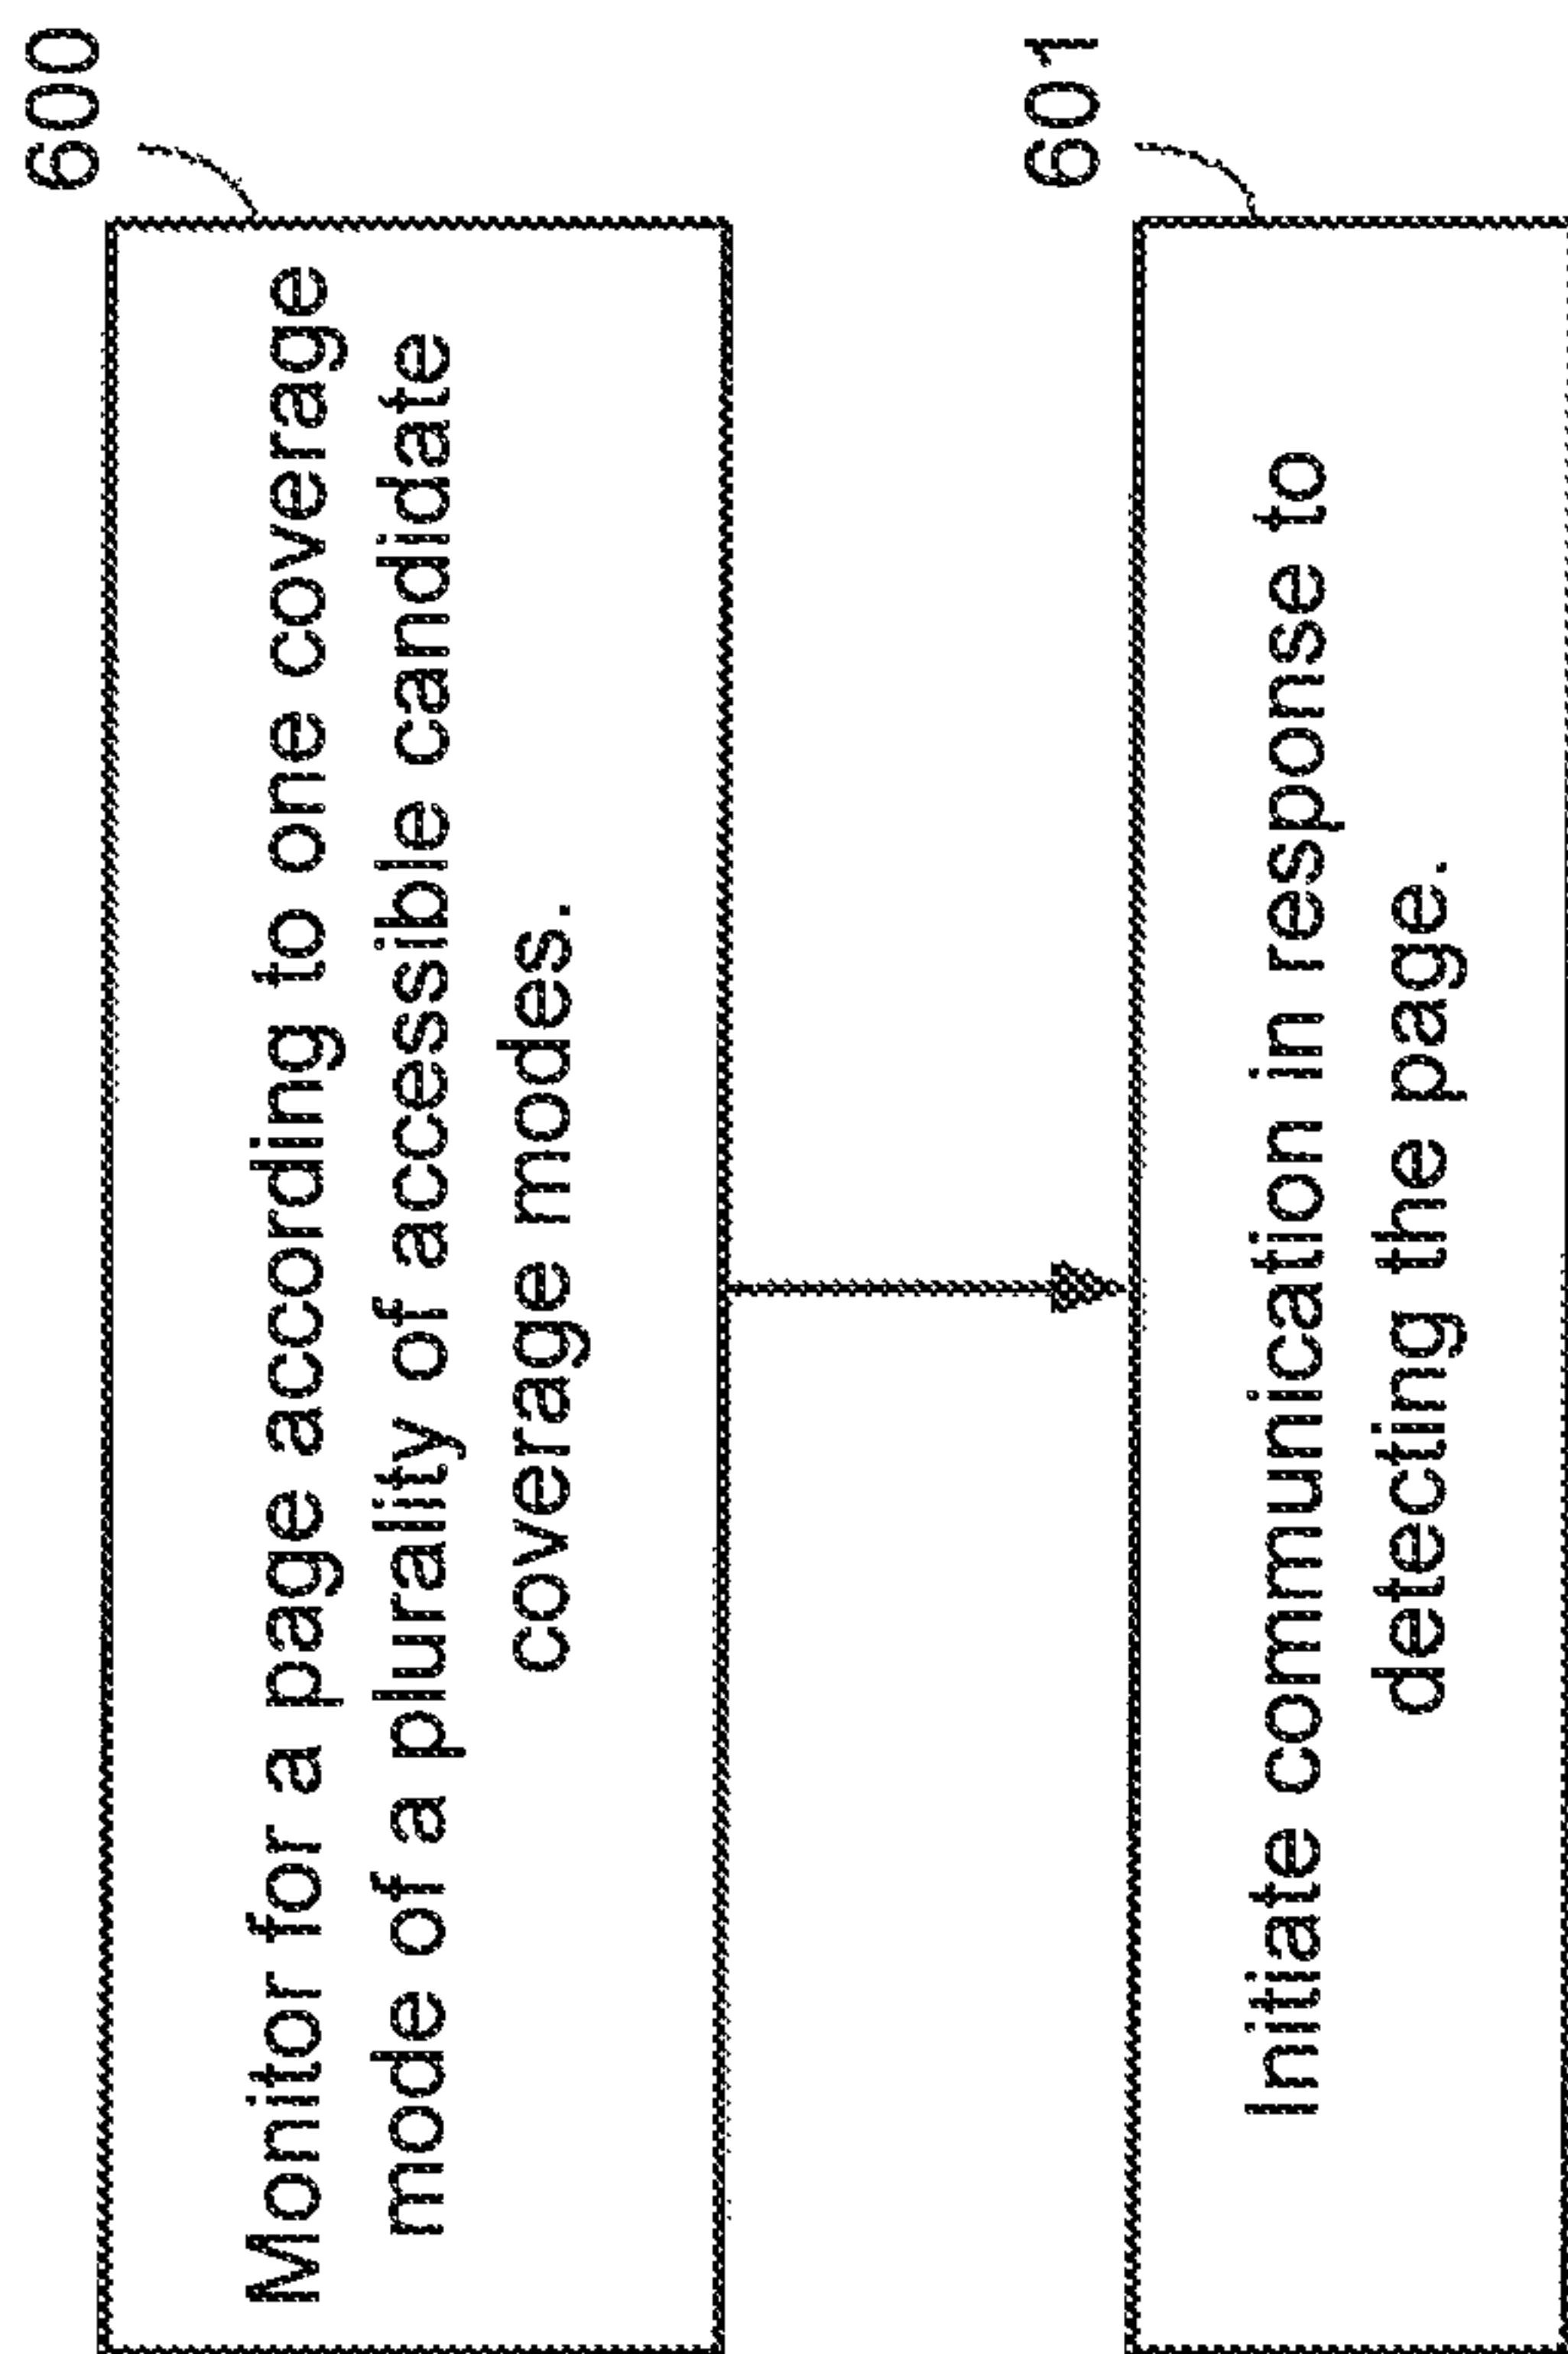 600
Monitor for a page according to one coverage
mode of a plurality of accessible candidate
coverage modes.
601
Initiate communication in response to
detecting the page.